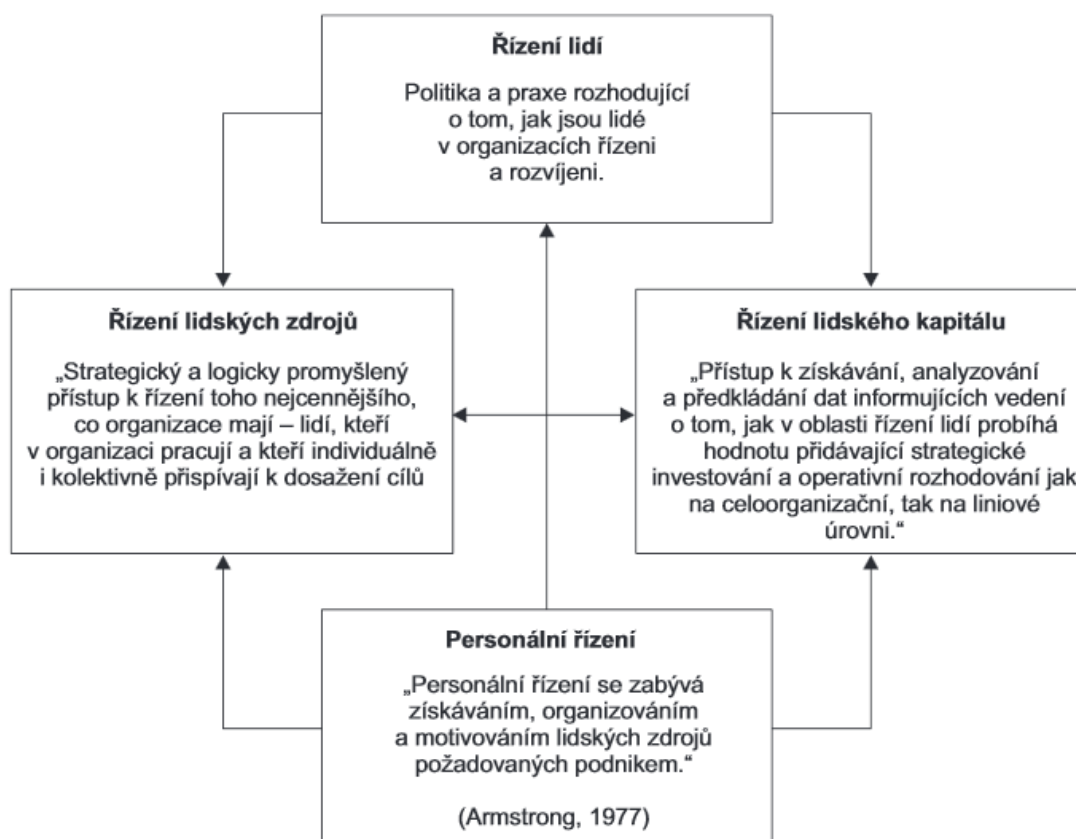 Řízení lidí
Politika a praxe rozhodující
o tom, jak jsou lidé
v organizacích řízeni
a rozvíjeni.
Řízení lidských zdrojů
„Strategický a logicky promyšlený
přístup k řízení toho nejcennějšího,
co organizace mají – lidí, kteří
v organizaci pracují a kteří individuálně
i kolektivně přispívají k dosažení cílů
Řízení lidského kapitálu
„Přístup k získávání, analyzování
a předkládání dat informujících vedení
o tom, jak v oblasti řízení lidí probíhá
hodnotu přidávající strategické
investování a operativní rozhodování jak
na celoorganizační, tak na liniové
úrovni.“
Personální řízení
„Personální řízení se zabývá
získáváním, organizováním
a motivováním lidských zdrojů
požadovaných podnikem.“
(Armstrong, 1977)